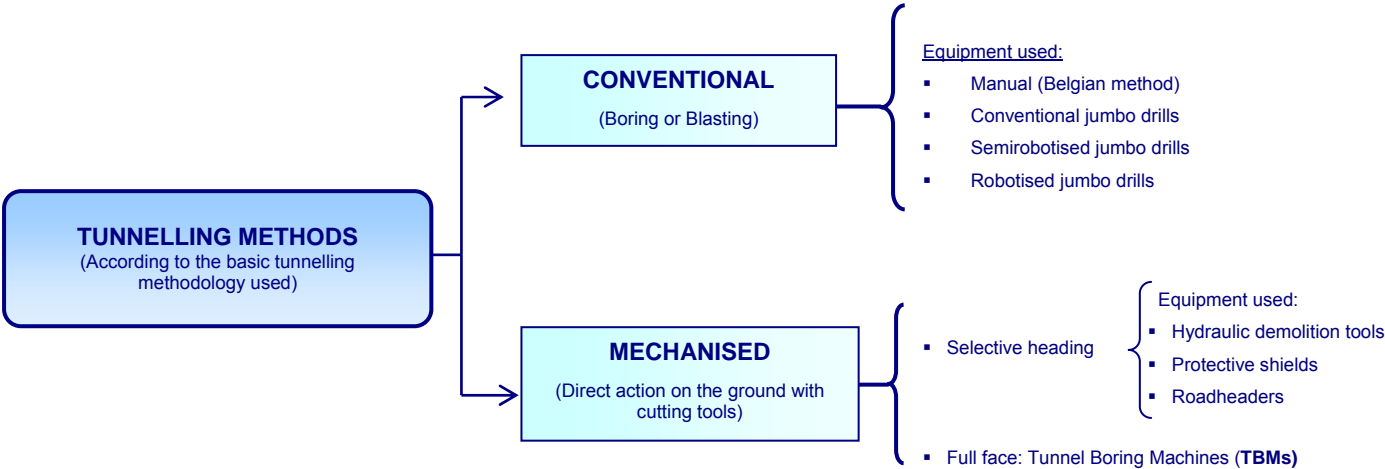 TUNNELLING METHODS
(According to the basic tunnelling
methodology used)
CONVENTIONAL
(Boring or Blasting)
Equipment used:
▪ Manual (Belgian method)
▪ Conventional jumbo drills
▪ Semirobotised jumbo drills
▪ Robotised jumbo drills
MECHANISED
(Direct action on the ground with
cutting tools)
▪ Selective heading
Equipment used:
▪ Hydraulic demolition tools
▪ Protective shields
▪ Roadheaders
▪ Full face: Tunnel Boring Machines (TBMs)